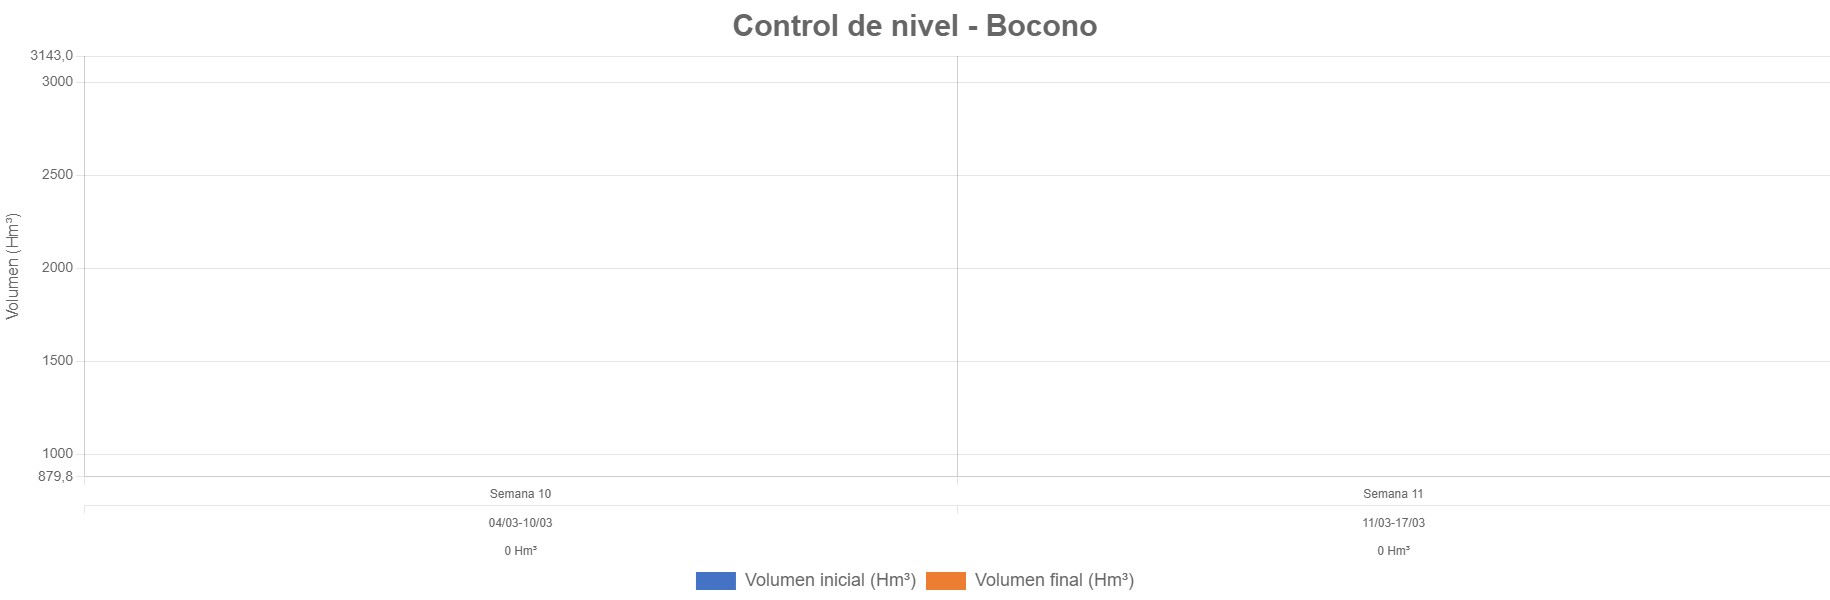 Control de nivel - Bocono
3143,0
3000
2500
2000
1500
1000
879,8
Volumen (Hm³)
Semana 10
Semana 11
04/03-10/03
11/03-17/03
0 Hm³
0 Hm³
Volumen inicial (Hm³)
Volumen final (Hm³)